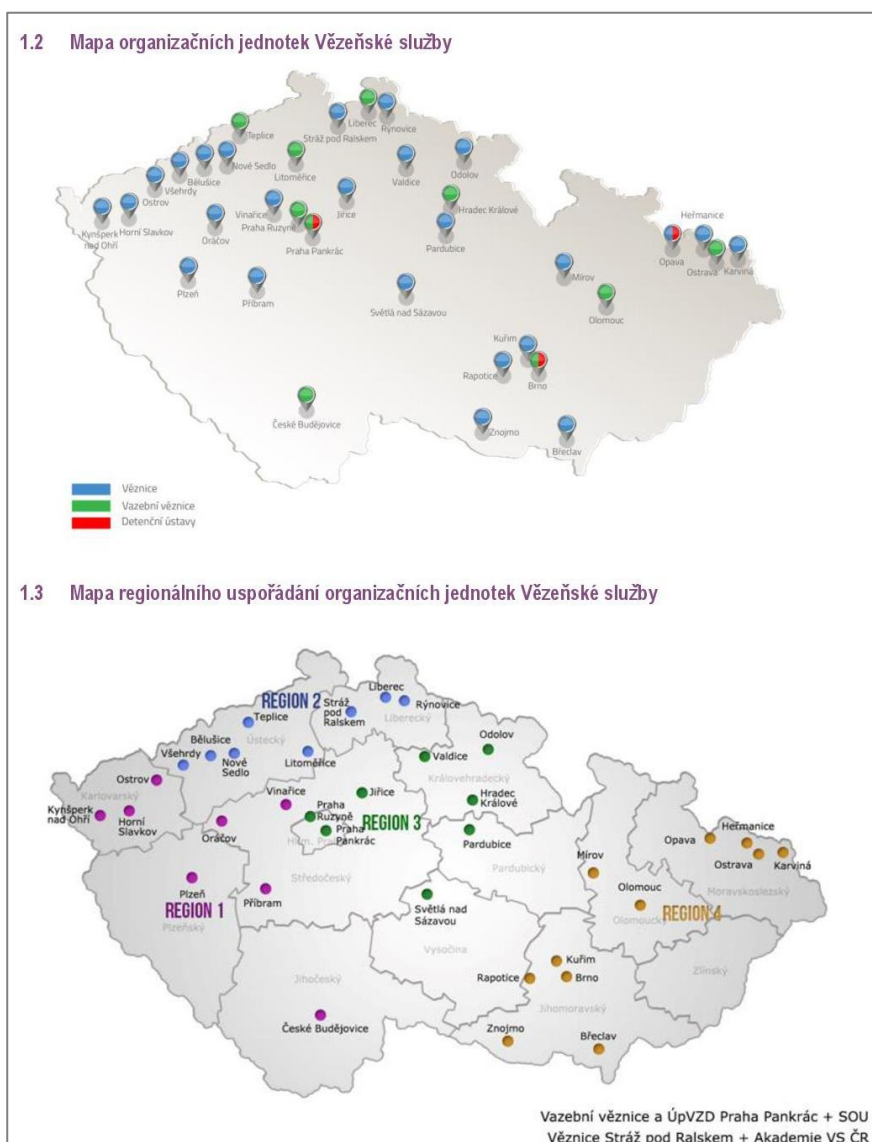 1.2 Mapa organizačních jednotek Vězeňské služby
Teplice
Liberec
Stráž pod Ralskem
Rýnovice
Nové Sedlo
Bělušice
Všehrdy
Ostrov
Litoměřice
Valdice
Odolov
Kynšperk
nad Ohří
Horní Slavkov
Oráčov
Vinařice
Praha Ruzyně
Praha Pankrác
Jiřice
Hradec Králové
Pardubice
Heřmanice
Opava
Ostrava
Karviná
Plzeň
Příbram
Světlá nad Sázavou
Mírov
Olomouc
Kuřim
Rapotice
Brno
České Budějovice
Znojmo
Břeclav
Věznice
Vazební věznice
Detenční ústavy
1.3 Mapa regionálního uspořádání organizačních jednotek Vězeňské služby
REGION 2
Liberec
Stráž
pod
Ralskem
Rýnovice
Liberecký
Teplice
Ústecký
Bělušice
Všehrdy
Nové
Sedlo
Litoměřice
Odolov
Valdice
Královehradecký
Ostrov
Karlovarský
Kynšperk
nad Ohří
Horní
Slavkov
Oráčov
Vinařice
Jiřice
Praha
Ruzyně
REGION 3
Praha
Pankrác
Hlm. Praha
Hradec
Králové
Pardubice
Pardubický
Středočeský
Opava
Heřmanice
Ostrava
Karviná
Moravskoslezský
Mírov
Plzeň
REGION 1
Plzeňský
Příbram
Světlá nad
Sázavou
Vysočina
Olomouc
Olomoucký
REGION 4
Zlínský
Jihočeský
Kuřim
Rapotice
Brno
Jihomoravský
České Budějovice
Znojmo
Břeclav
Vazební věznice a ÚpVZD Praha Pankrác + SOU
Věznice Stráž pod Ralskem + Akademie VS ČR